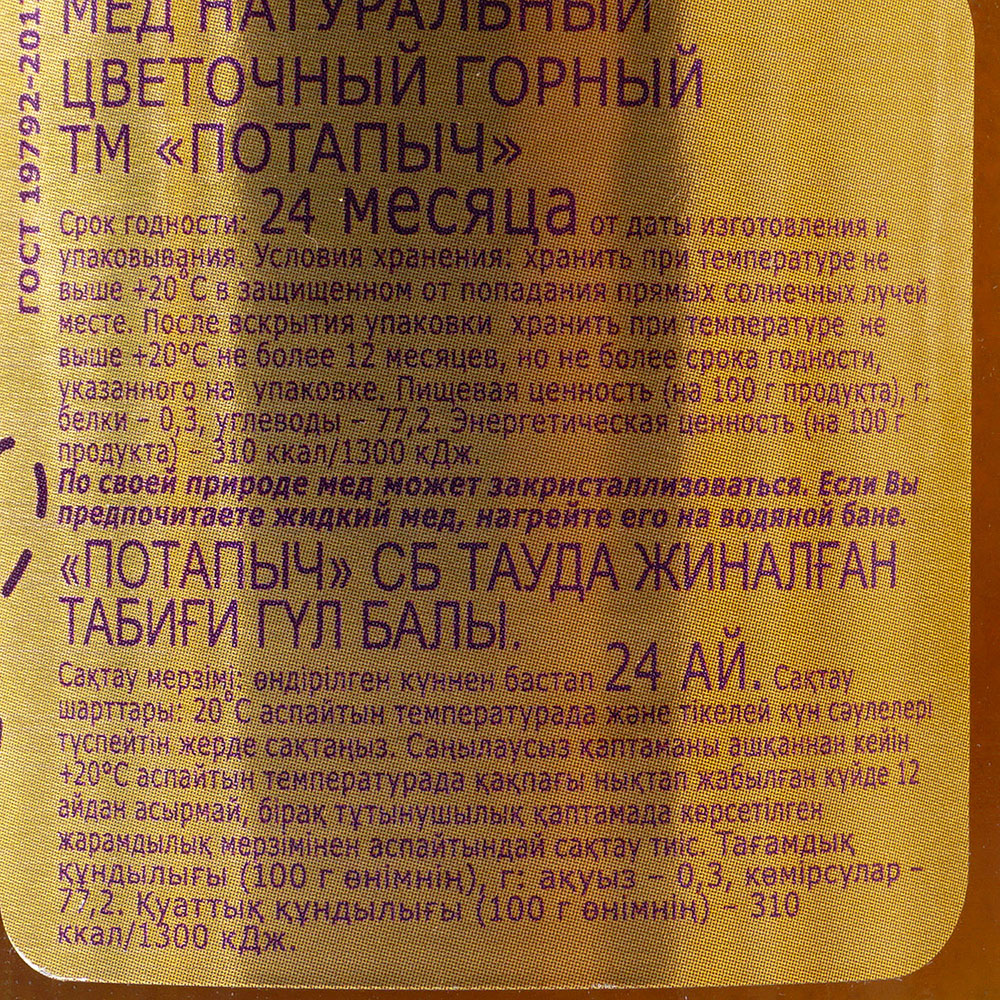 МЕД НАТУРАЛЬНЫЙ
ЦВЕТОЧНЫЙ ГОРНЫЙ
ТМ «ПОТАПЫЧ»
Срок годности: 24 месяца от даты изготовления и
упаковывания. Условия хранения: хранить при температуре не
выше +20°С в защищенном от попадания прямых солнечных лучей
месте. После вскрытия упаковки хранить при температуре не
выше +20°С не более 12 месяцев, но не более срока годности,
указанного на упаковке. Пищевая ценность (на 100 г продукта), г:
белки – 0,3, углеводы – 77,2. Энергетическая ценность (на 100 г
продукта) – 310 ккал/1300 кДж.
По своей природе мед может закристаллизоваться. Если Вы
предпочитаете жидкий мед, нагрейте его на водяной бане.
«ПОТАПЫЧ» СБ ТАУДА ЖИНАЛҒАН
ТАБИҒИ ГҮЛ БАЛЫ.
Сақтау мерзімі: өндірілген күннен бастап 24 АЙ. Сақтау
шарттары: 20°С аспайтын температурада және тікелей күн сәулелері
түспейтін жерде сақтаңыз. Саңылаусыз қаптаманы ашқаннан кейін
+20°С аспайтын температурада қақпағы нықтап жабылған күйде 12
айдан асырмай, бірақ тұтынушылық қаптамада көрсетілген
жарамдылық мерзімінен аспайтындай сақтау тиіс. Тағамдық
құндылығы (100 г өнімнің), г: ақуыз – 0,3, көмірсулар –
77,2. Қуаттық құндылығы (100 г өнімнің) – 310
ккал/1300 кДж.
ГОСТ 19792-201